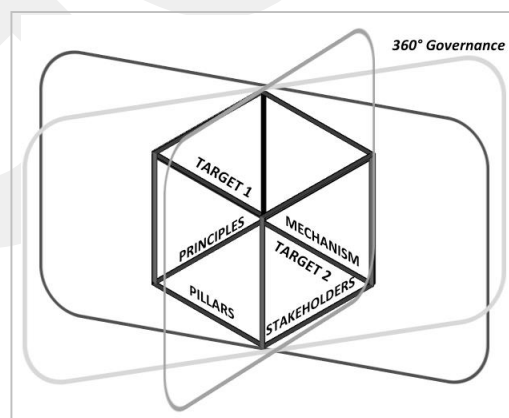 360° Governance
TARGET 1
PRINCIPLES
MECHANISM
TARGET 2
PILLARS
STAKEHOLDERS